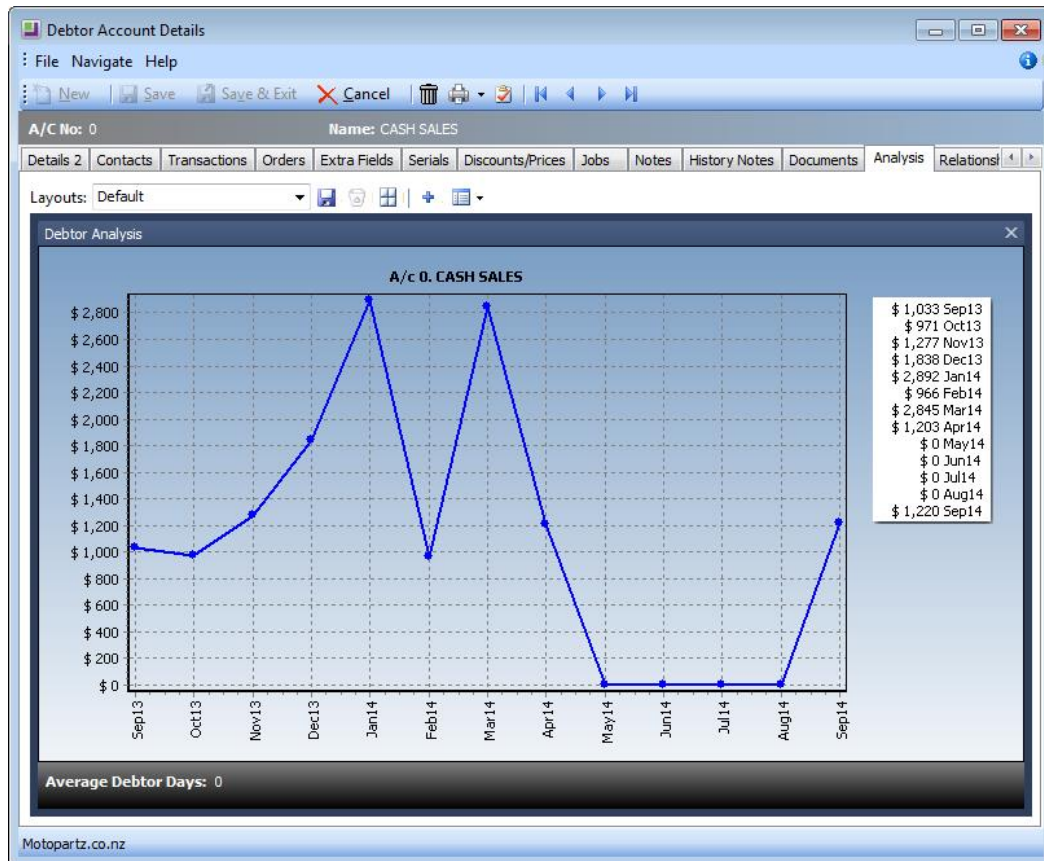 Debtor Account Details
File Navigate Help
New Save Save & Exit Cancel
A/C No: 0 Name: CASH SALES
Details 2 Contacts Transactions Orders Extra Fields Serials Discounts/Prices Jobs Notes History Notes Documents Analysis Relationsh
Layouts: Default
Debtor Analysis
A/c 0. CASH SALES
$ 2,800
$ 2,600
$ 2,400
$ 2,200
$ 2,000
$ 1,800
$ 1,600
$ 1,400
$ 1,200
$ 1,000
$ 800
$ 600
$ 400
$ 200
$ 0
Sep13 Oct13 Nov13 Dec13 Jan14 Feb14 Mar14 Apr14 May14 Jun14 Jul14 Aug14 Sep14
$ 1,033 Sep13
$ 971 Oct13
$ 1,277 Nov13
$ 1,838 Dec13
$ 2,892 Jan14
$ 966 Feb14
$ 2,845 Mar14
$ 1,203 Apr14
$ 0 May14
$ 0 Jun14
$ 0 Jul14
$ 0 Aug14
$ 1,220 Sep14
Average Debtor Days: 0
Motopartz.co.nz